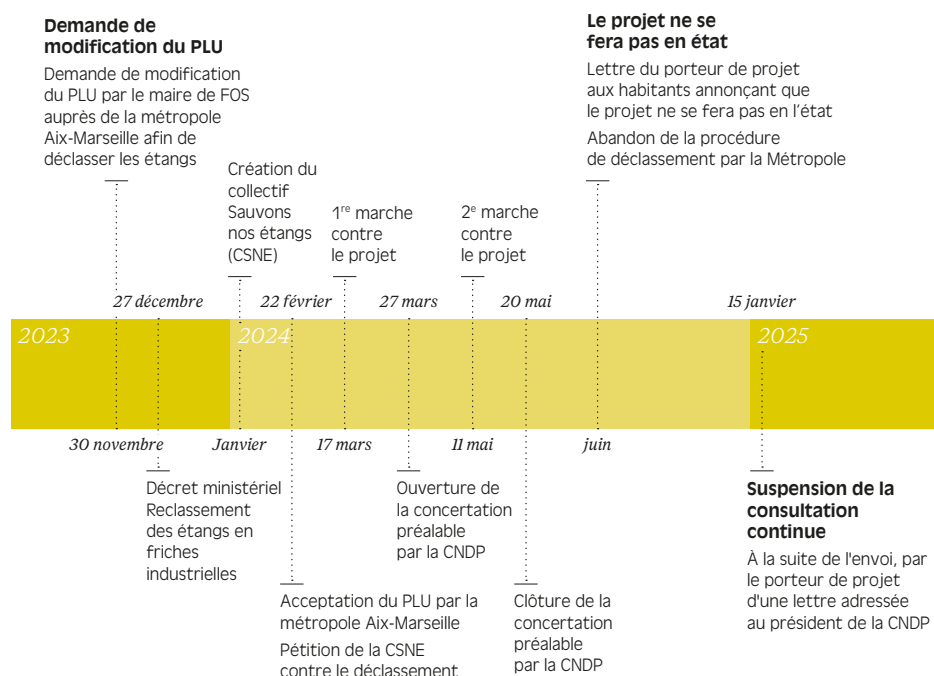 Demande de
modification du PLU
Demande de modification
du PLU par le maire de FOS
auprès de la métropole
Aix-Marseille afin de
déclasser les étangs
Création du
collectif
Sauvons
nos étangs
(CSNE)
1re marche
contre
le projet
2e marche
contre
le projet
Le projet ne se
fera pas en état
Lettre du porteur de projet
aux habitants annonçant que
le projet ne se fera pas en l'état
Abandon de la procédure
de déclassement par la Métropole
27 décembre
22 février
27 mars
20 mai
15 janvier
2023
2024
2025
30 novembre
Janvier
17 mars
11 mai
juin
Décret ministériel
Reclassement
des étangs en
friches
industrielles
Acceptation du PLU par la
métropole Aix-Marseille
Pétition de la CSNE
contre le déclassement
Ouverture de
la concertation
préalable
par la CNDP
Clôture de la
concertation
préalable
par la CNDP
Suspension de la
consultation
continue
À la suite de l'envoi, par
le porteur de projet
d'une lettre adressée
au président de la CNDP